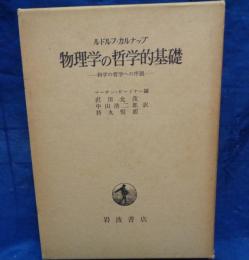 ルドルフ・カルナップ
物理学の哲学的基礎
―科学の哲学への序説―
マーチン・ガードナー編
沢田允茂
中山浩二郎 訳
持丸悦朗
岩波書店